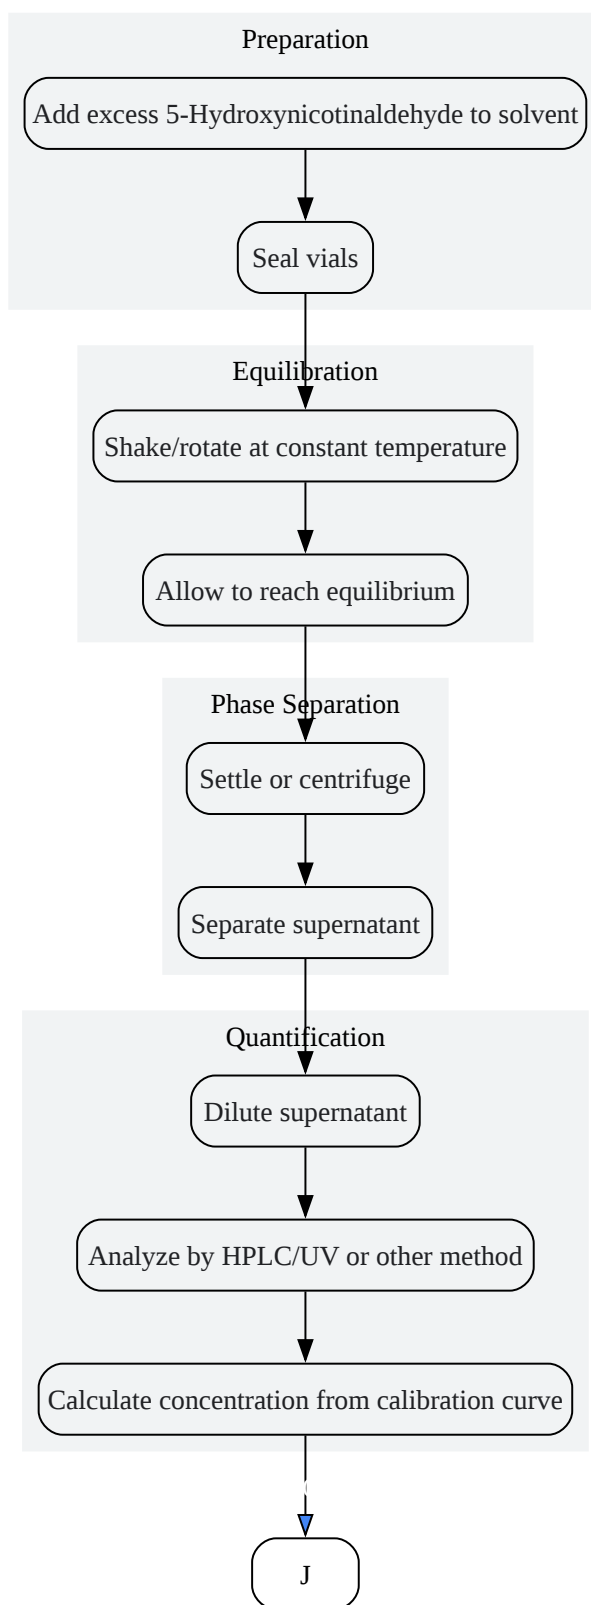 Preparation
Add excess 5-Hydroxynicotinaldehyde to solvent
Seal vials
Equilibration
Shake/rotate at constant temperature
Allow to reach equilibrium
Phase Separation
Settle or centrifuge
Separate supernatant
Quantification
Dilute supernatant
Analyze by HPLC/UV or other method
Calculate concentration from calibration curve
J